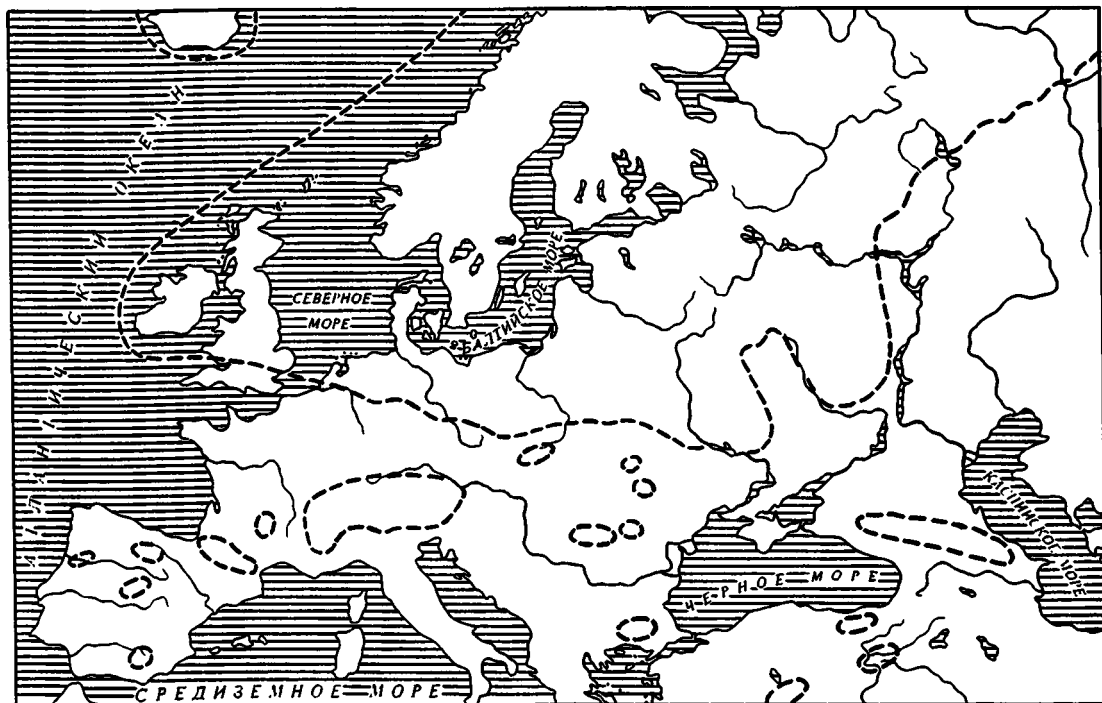 АТЛАНТИЧЕСКИЙ ОКЕАН
СЕВЕРНОЕ
МОРЕ
БАЛТИЙСКОЕ МОРЕ
КАСПИЙСКОЕ МОРЕ
ЧЕРНОЕ МОРЕ
СРЕДИЗЕМНОЕ МОРЕ